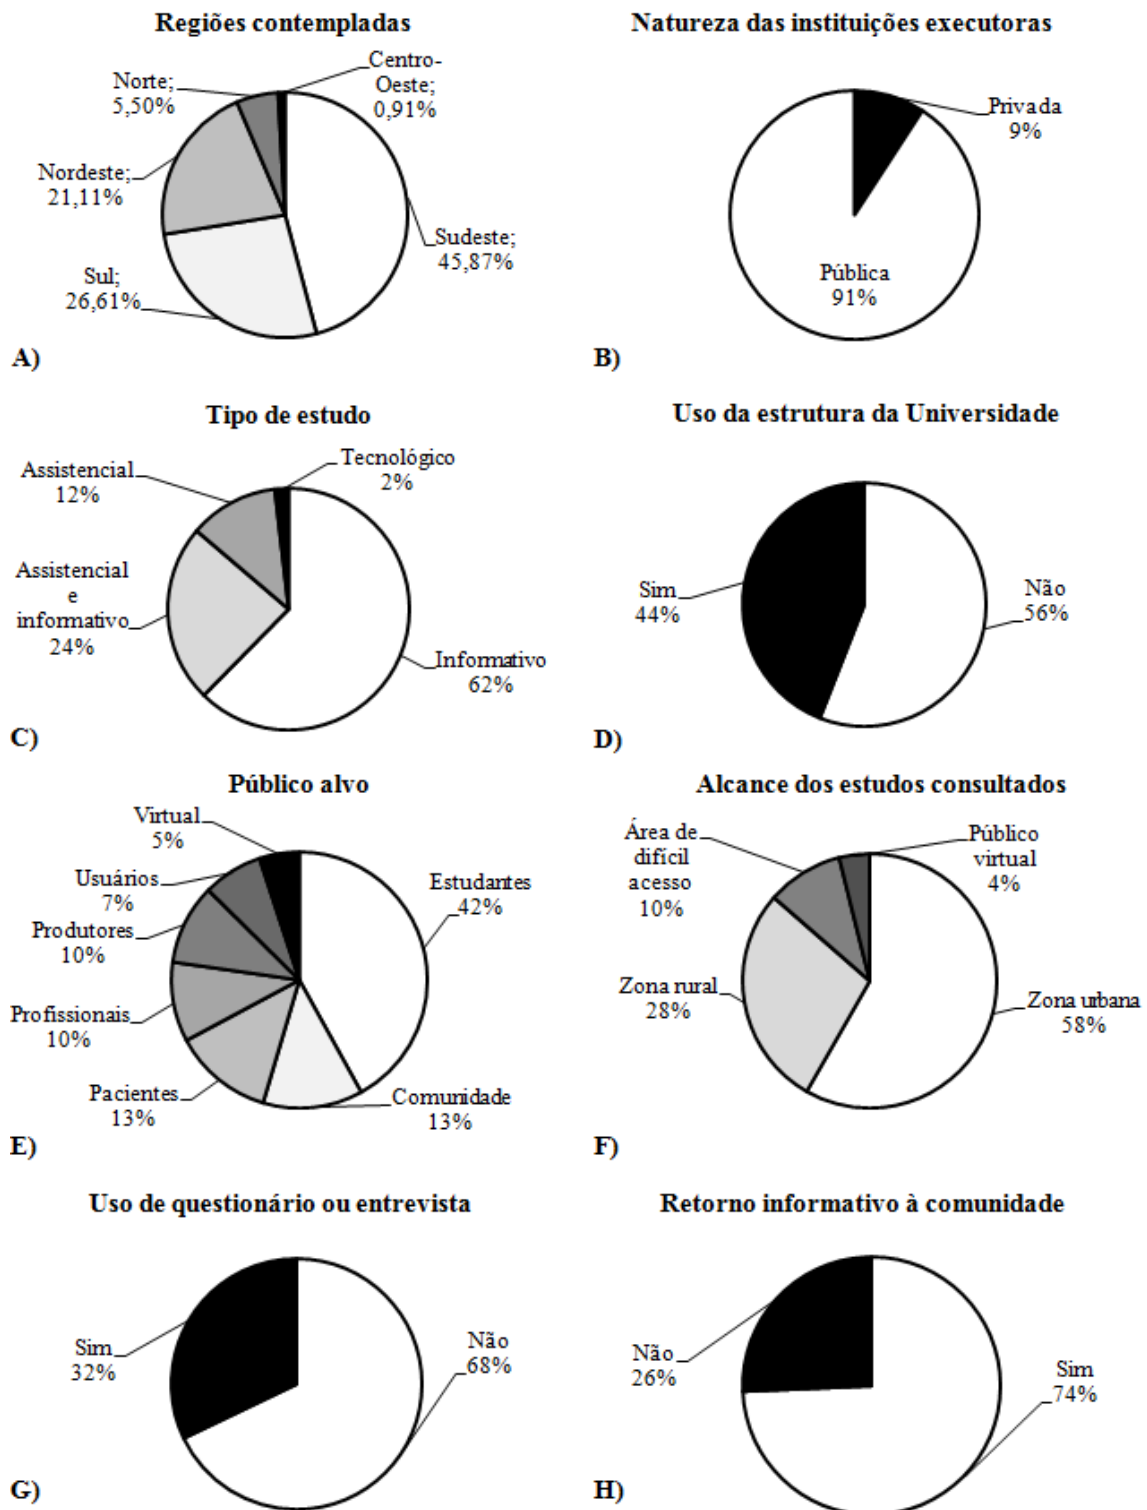 Regiões contempladas
Centro-
Oeste;
0,91%
Norte;
5,50%
Nordeste;
21,11%
Sudeste;
45,87%
Sul;
26,61%
A)
Natureza das instituições executoras
Privada
9%
Pública
91%
B)
Tipo de estudo
Assistencial
12%
Tecnológico
2%
Assistencial
e
informativo
24%
Informativo
62%
C)
Uso da estrutura da Universidade
Sim
44%
Não
56%
D)
Público alvo
Virtual
5%
Usuários
7%
Estudantes
42%
Produtores
10%
Profissionais
10%
Pacientes
13%
Comunidade
13%
E)
Alcance dos estudos consultados
Área de
difícil
acesso
10%
Público
virtual
4%
Zona rural
28%
Zona urbana
58%
F)
Uso de questionário ou entrevista
Sim
32%
Não
68%
G)
Retorno informativo à comunidade
Não
26%
Sim
74%
H)